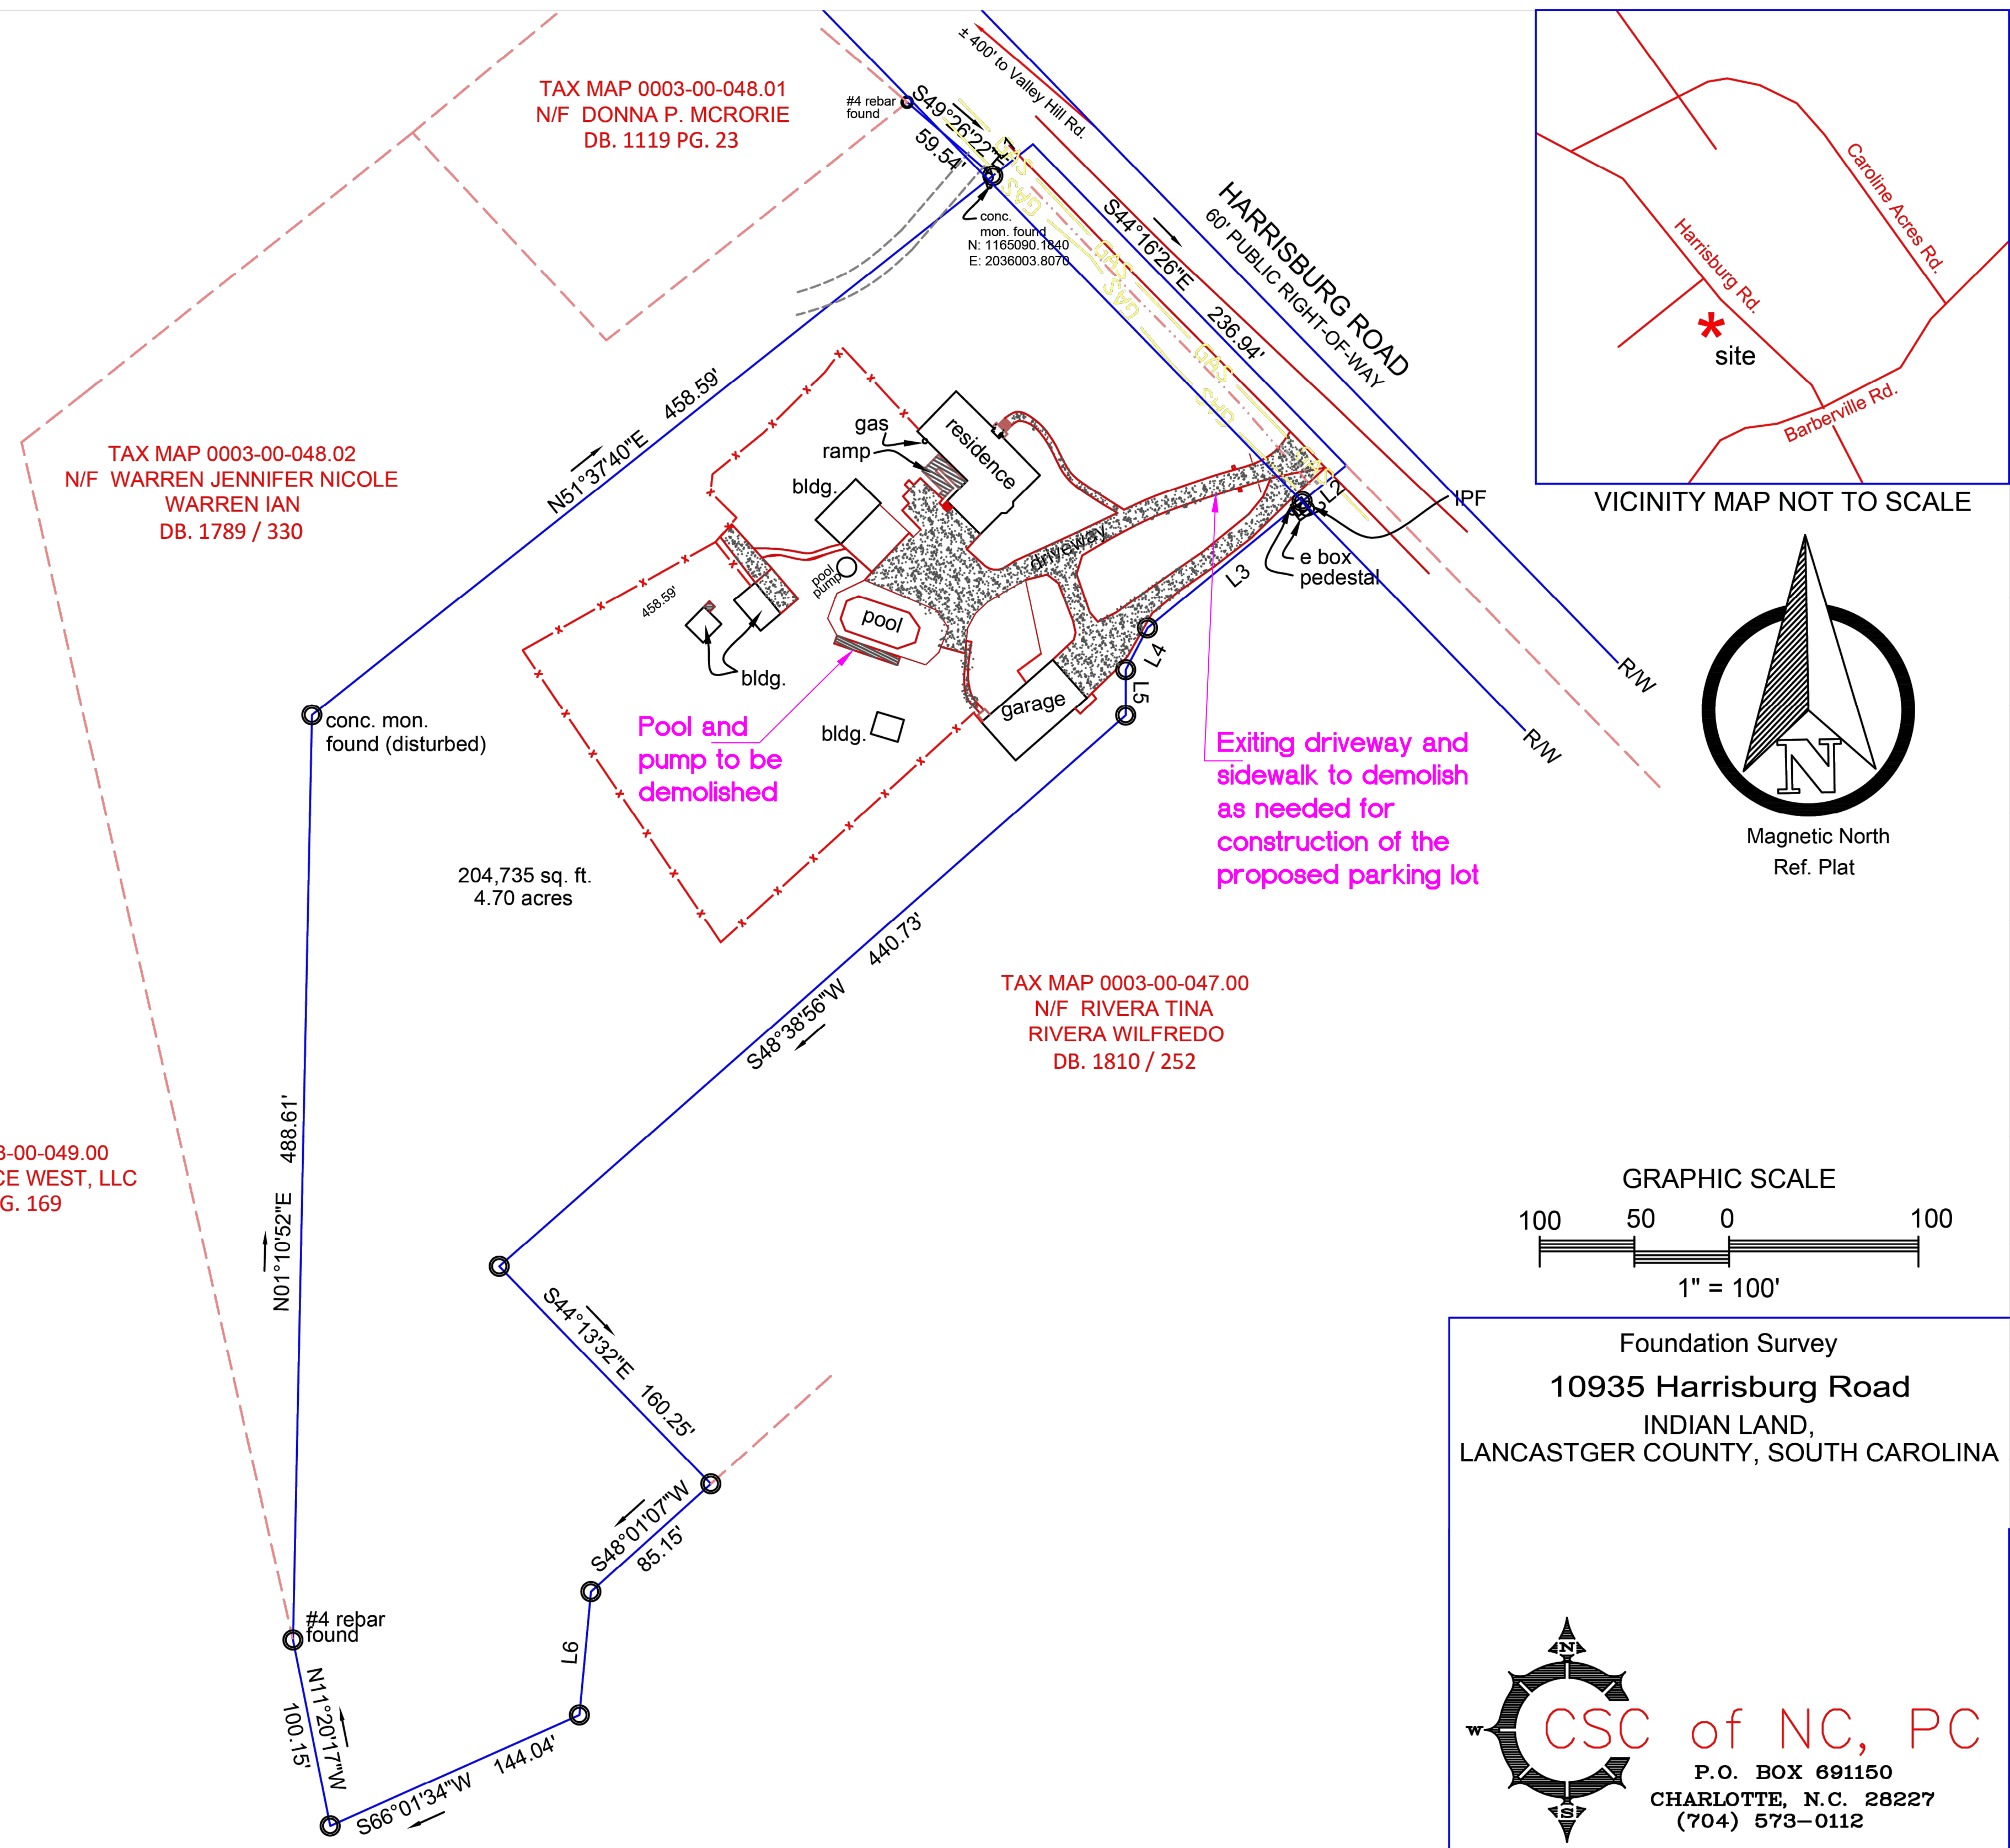 TAX MAP 0003-00-048.01
N/F DONNA P. MCRORIE
DB. 1119 PG. 23
#4 rebar
found
S49°26'22"E
59.54'
± 400' to Valley Hill Rd.
conc.
mon. found
N: 1165090.1840
E: 2036003.8070
GAS
GAS
GAS
GAS
GAS
GAS
S44°16'26"E 236.94'
HARRISBURG ROAD
60' PUBLIC RIGHT-OF-WAY
Caroline Acres Rd.
Harrisburg Rd.
* site
Barberville Rd.
VICINITY MAP NOT TO SCALE
TAX MAP 0003-00-048.02
N/F WARREN JENNIFER NICOLE
WARREN IAN
DB. 1789 / 330
N51°37'40"E 458.59'
gas
ramp
residence
bldg.
driveway
pool
pump
458.59'
pool
bldg.
garage
bldg.
L2
IPF
e box
pedestal
L3
L4
L5
R/W
R/W
conc. mon.
found (disturbed)
Pool and
pump to be
demolished
Exiting driveway and
sidewalk to demolish
as needed for
construction of the
proposed parking lot
N
Magnetic North
Ref. Plat
204,735 sq. ft.
4.70 acres
S48°38'56"W 440.73'
TAX MAP 0003-00-047.00
N/F RIVERA TINA
RIVERA WILFREDO
DB. 1810 / 252
N01°10'52"E 488.61'
3-00-049.00
CE WEST, LLC
G. 169
GRAPHIC SCALE
100 50 0 100
1" = 100'
S44°13'32"E 160.25'
S48°01'07"W
85.15'
L6
#4 rebar
found
N11°20'17"W
100.15'
S66°01'34"W 144.04'
Foundation Survey
10935 Harrisburg Road
INDIAN LAND,
LANCASTGER COUNTY, SOUTH CAROLINA
N
W
S
CSC of NC, PC
P.O. BOX 691150
CHARLOTTE, N.C. 28227
(704) 573-0112